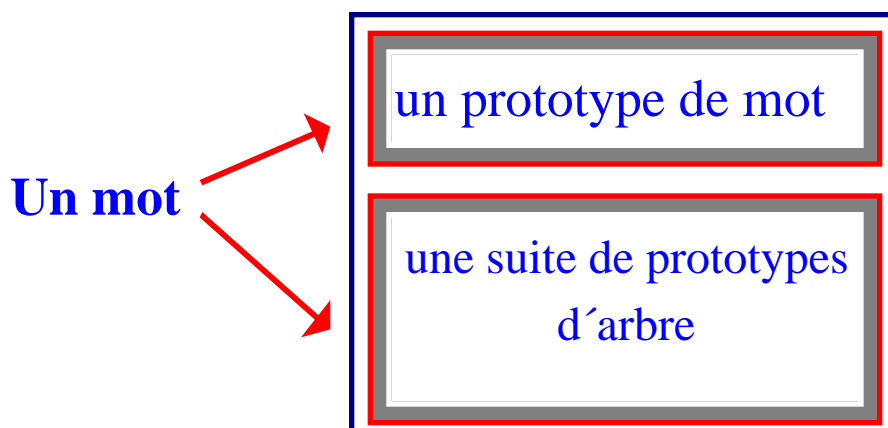 un prototype de mot
Un mot
une suite de prototypes
d´arbre